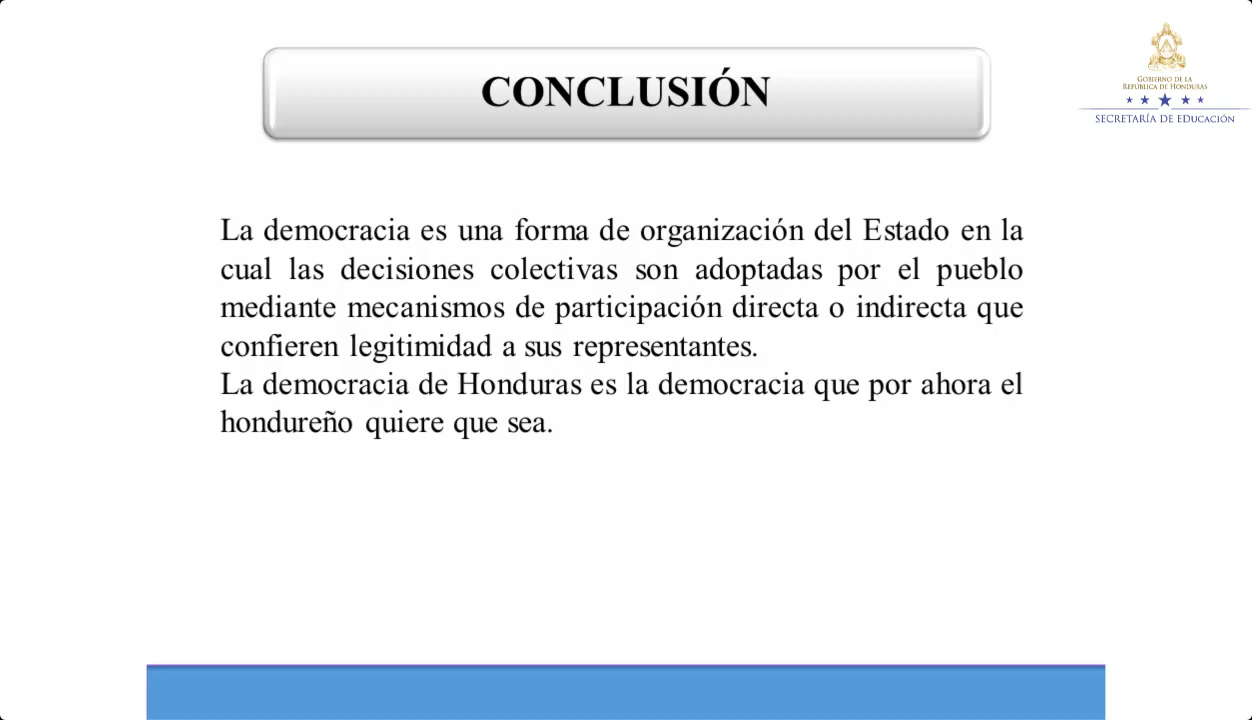 CONCLUSIÓN
GOBIERNO DE LA
REPÚBLICA DE HONDURAS
SECRETARÍA DE EDUCACIÓN
La democracia es una forma de organización del Estado en la
cual las decisiones colectivas son adoptadas por el pueblo
mediante mecanismos de participación directa o indirecta que
confieren legitimidad a sus representantes.
La democracia de Honduras es la democracia que por ahora el
hondureño quiere que sea.